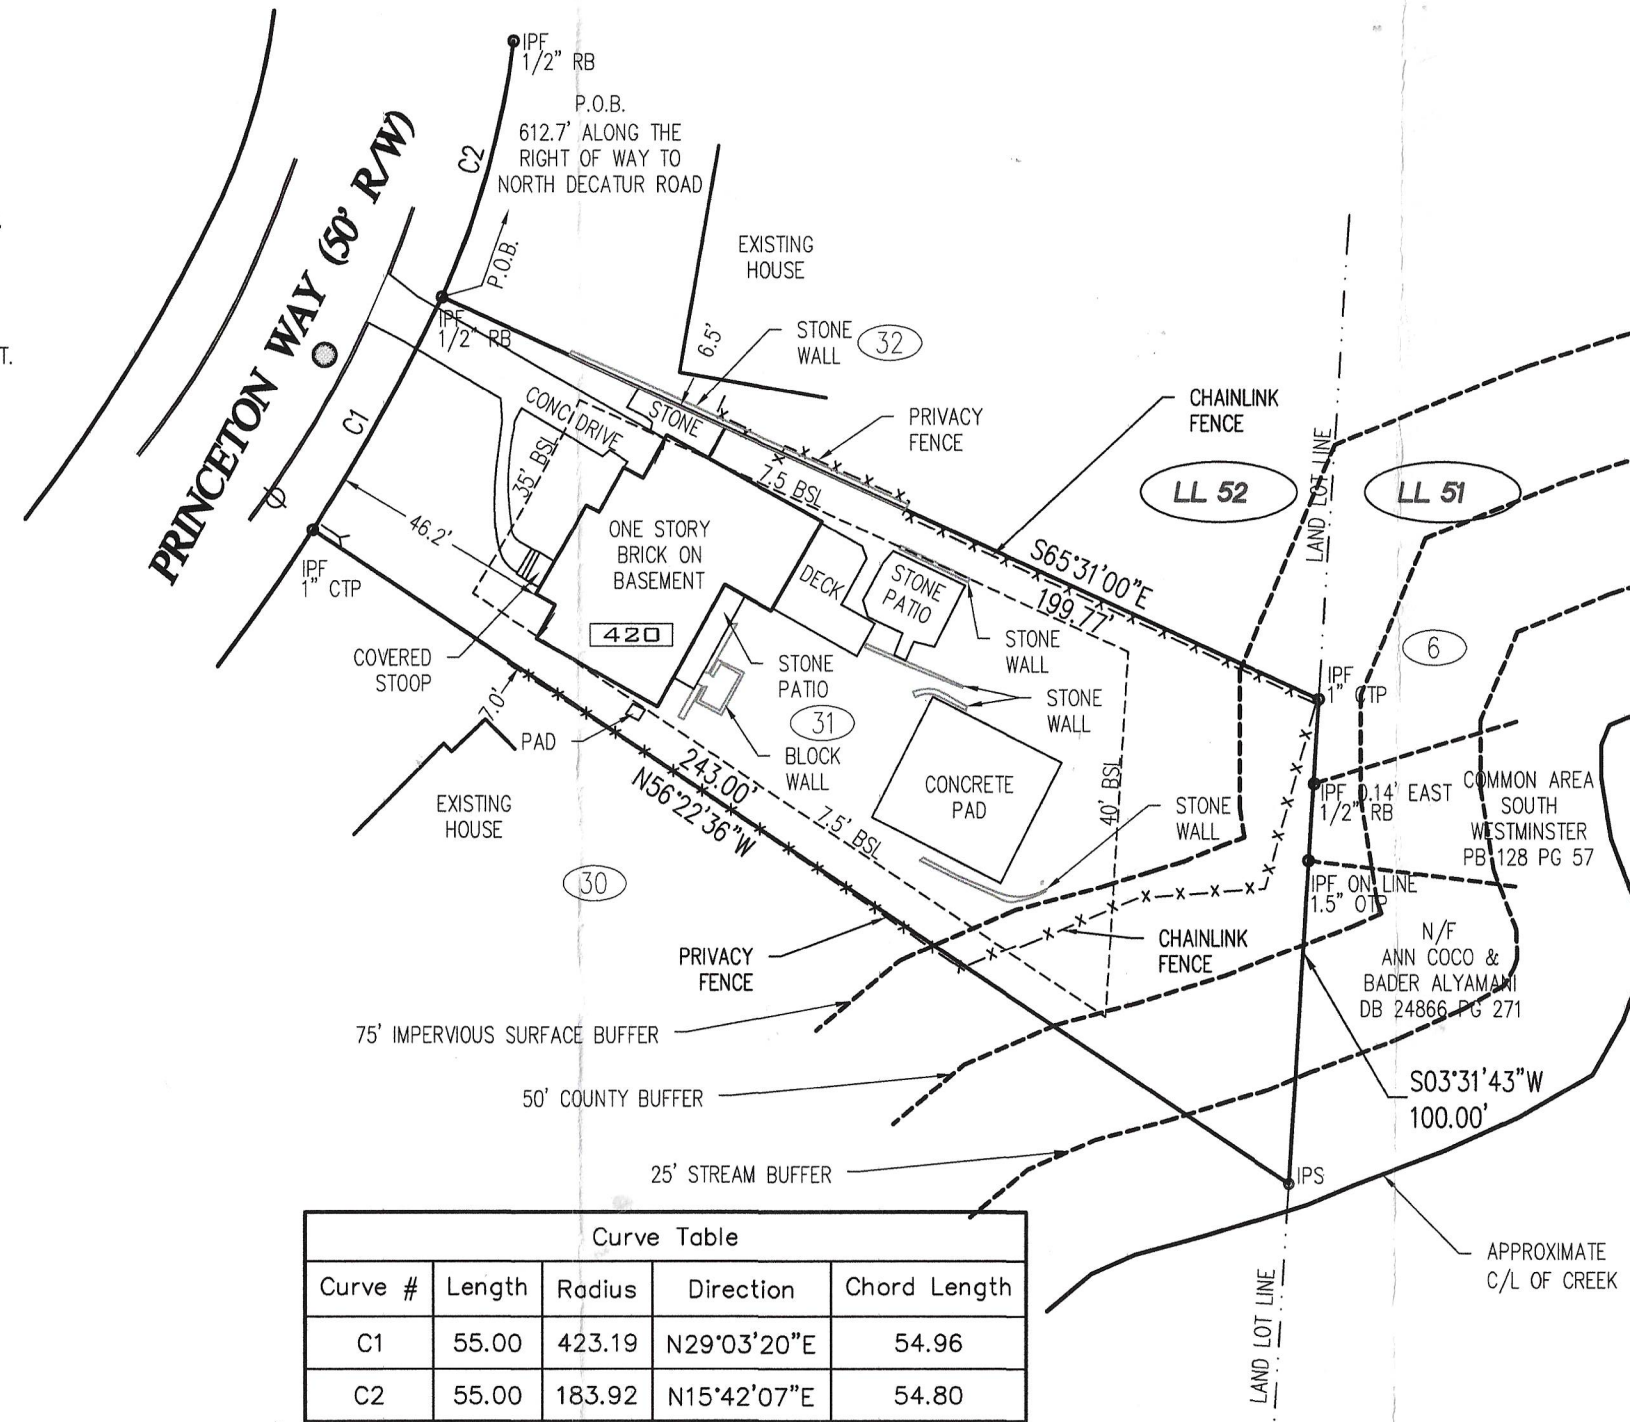 IPF
1/2" RB
P.O.B.
612.7' ALONG THE
RIGHT OF WAY TO
NORTH DECATUR ROAD
C2
P.O.B.
PRINCETON WAY (50' R/W)
EXISTING
HOUSE
IPF
1/2" RB
6.5'
STONE
WALL
32
C1
CONC DRIVE
STONE
PRIVACY
FENCE
CHAINLINK
FENCE
35' BSL
7.5 BSL
LL 52
LAND LOT LINE
LL 51
46.2'
ONE STORY
BRICK ON
BASEMENT
420
DECK
STONE
PATIO
S65°31'00"E
199.77'
IPF
1" CTP
COVERED
STOOP
STONE
WALL
6
STONE
PATIO
STONE
WALL
IPF
1" CTP
7.0'
PAD
31
BLOCK
WALL
243.00'
N56°22'36"W
EXISTING
HOUSE
CONCRETE
PAD
7.5' BSL
40' BSL
STONE
WALL
IPF 0.14' EAST
1/2" RB
COMMON AREA
SOUTH
WESTMINSTER
PB 128 PG 57
30
IPF ON LINE
1.5" OTP
PRIVACY
FENCE
CHAINLINK
FENCE
N/F
ANN COCO &
BADER ALYAMANI
DB 24866 PG 271
75' IMPERVIOUS SURFACE BUFFER
50' COUNTY BUFFER
S03°31'43"W
100.00'
25' STREAM BUFFER
IPS
APPROXIMATE
C/L OF CREEK
LAND LOT LINE
T.
Curve Table
Curve # Length Radius Direction Chord Length
C1 55.00 423.19 N29°03'20"E 54.96
C2 55.00 183.92 N15°42'07"E 54.80